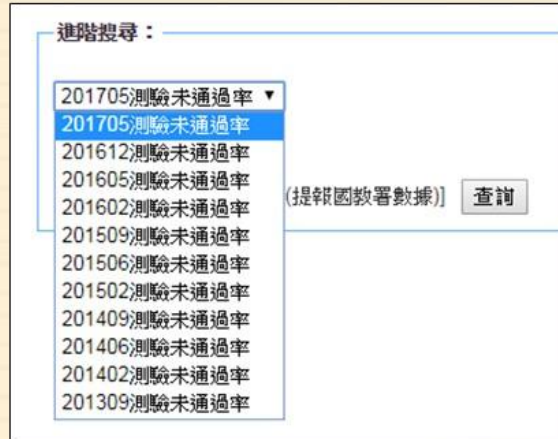 進階搜尋：
201705測驗未通過率
201705測驗未通過率
201612測驗未通過率
201605測驗未通過率
201602測驗未通過率
(提報國教署數據)] 查詢
201509測驗未通過率
201506測驗未通過率
201502測驗未通過率
201409測驗未通過率
201406測驗未通過率
201402測驗未通過率
201309測驗未通過率